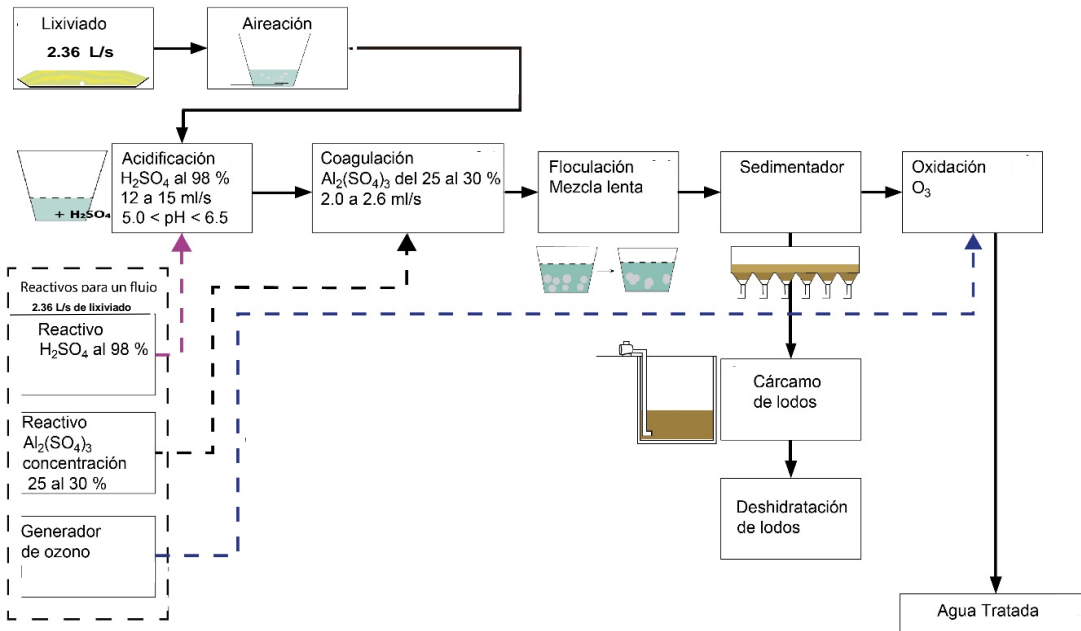 Lixiviado
2.36 L/s
Aireación
Acidificación
H₂SO₄ al 98 %
12 a 15 ml/s
5.0 < pH < 6.5
+ H₂SO₄
Coagulación
Al₂(SO₄)₃ del 25 al 30 %
2.0 a 2.6 ml/s
Floculación
Mezcla lenta
Sedimentador
Oxidación
O₃
Reactivos para un flujo
2.36 L/s de lixiviado
Reactivo
H₂SO₄ al 98 %
Reactivo
Al₂(SO₄)₃
concentración
25 al 30 %
Generador
de ozono
Cárcamo
de lodos
Deshidratación
de lodos
Agua Tratada